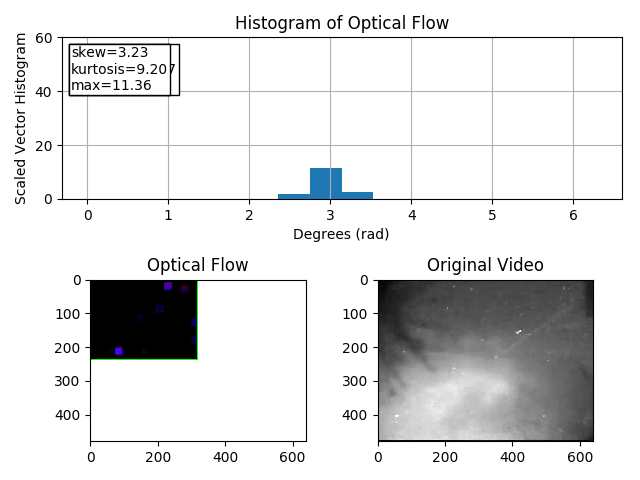 Histogram of Optical Flow
Scaled Vector Histogram
60
40
20
0
skew=3.23
kurtosis=9.207
max=11.36
0 1 2 3 4 5 6
Degrees (rad)
Optical Flow
0
100
200
300
400
0 200 400 600
Original Video
0
100
200
300
400
0 200 400 600